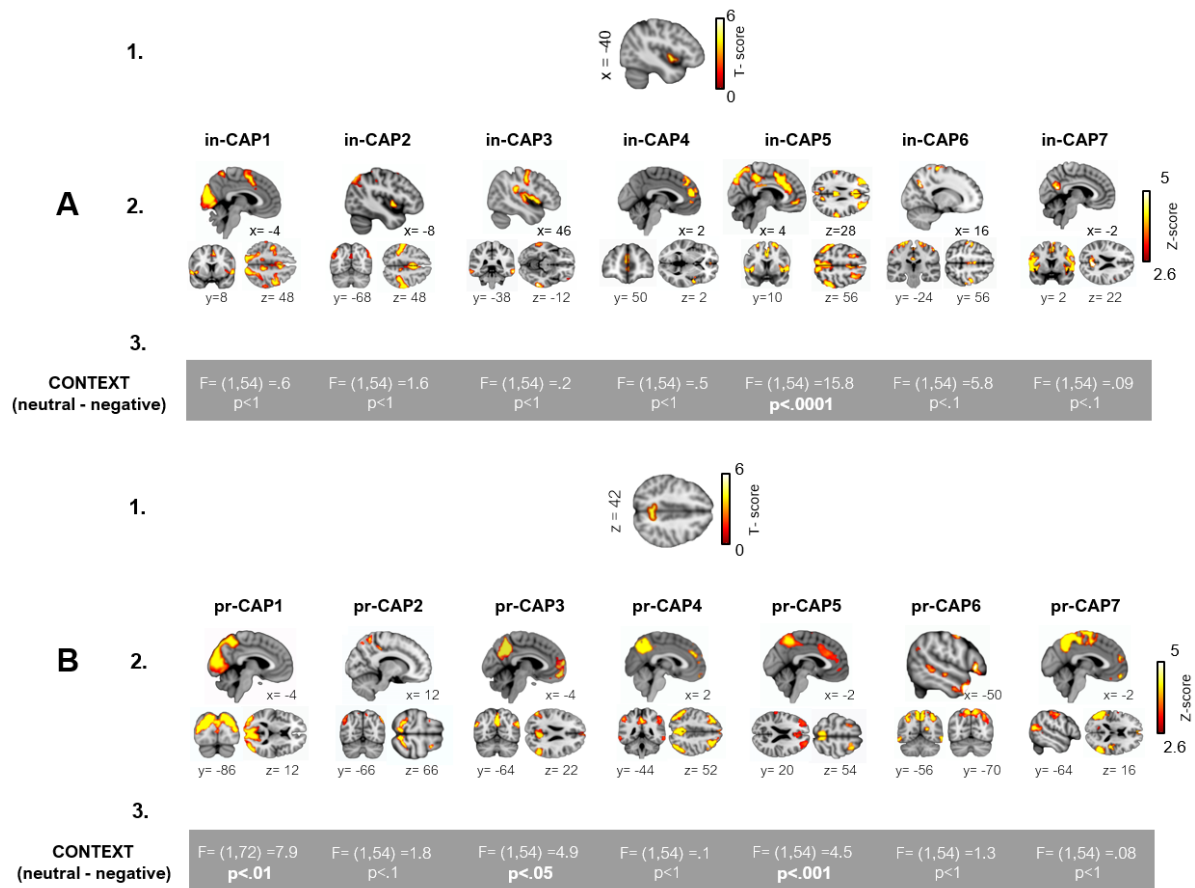 1.
x = -40
6
0
T- score
in-CAP1 in-CAP2 in-CAP3 in-CAP4 in-CAP5 in-CAP6 in-CAP7
A
2.
x= -4 x= -8 x= 46 x= 2 x= 4 z=28 x= 16 x= -2
y=8 z= 48 y= -68 z= 48 y= -38 z= -12 y= 50 z= 2 y=10 z= 56 y= -24 y= 56 y= 2 z= 22
5
2.6
Z-score
3.
CONTEXT
(neutral - negative)
F= (1,54) =.6 F= (1,54) =1.6 F= (1,54) =.2 F= (1,54) =.5 F= (1,54) =15.8 F= (1,54) =5.8 F= (1,54) =.09
p<1 p<1 p<1 p<1 p<.0001 p<.1 p<.1
1.
z = 42
6
0
T- score
pr-CAP1 pr-CAP2 pr-CAP3 pr-CAP4 pr-CAP5 pr-CAP6 pr-CAP7
B
2.
x= -4 x= 12 x= -4 x= 2 x= -2 x= -50 x= -2
y= -86 z= 12 y= -66 z= 66 y= -64 z= 22 y= -44 z= 52 y= 20 z= 54 y= -56 y= -70 y= -64 z= 16
5
2.6
Z-score
3.
CONTEXT
(neutral - negative)
F= (1,72) =7.9 F= (1,54) =1.8 F= (1,54) =4.9 F= (1,54) =.1 F= (1,54) =4.5 F= (1,54) =1.3 F= (1,54) =.08
p<.01 p<.1 p<.05 p<1 p<.001 p<1 p<1